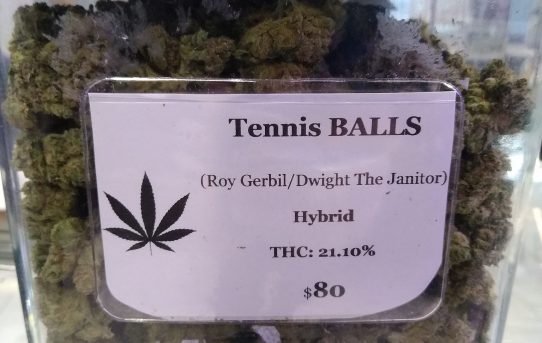 Tennis BALLS
(Roy Gerbil/Dwight The Janitor)
Hybrid
THC: 21.10%
$80